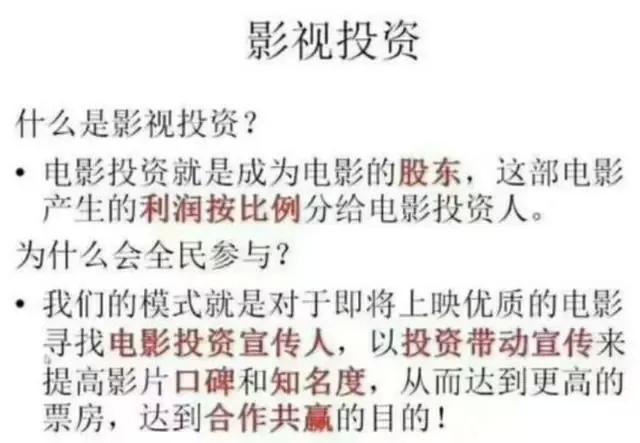 影视投资
什么是影视投资？
• 电影投资就是成为电影的股东，这部电影
产生的利润按比例分给电影投资人。
为什么会全民参与？
• 我们的模式就是对于即将上映优质的电影
寻找电影投资宣传人，以投资带动宣传来
提高影片口碑和知名度，从而达到更高的
票房，达到合作共赢的目的！